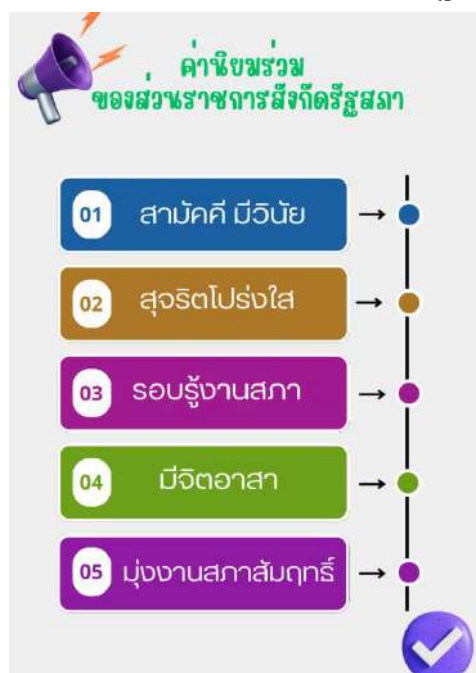 ค่านิยมร่วม
ของส่วนราชการสังกัดรัฐสภา
01 สามัคคี มีวินัย
02 สุจริตโปร่งใส
03 รอบรู้งานสภา
04 มีจิตอาสา
05 มุ่งงานสภาสัมฤทธิ์